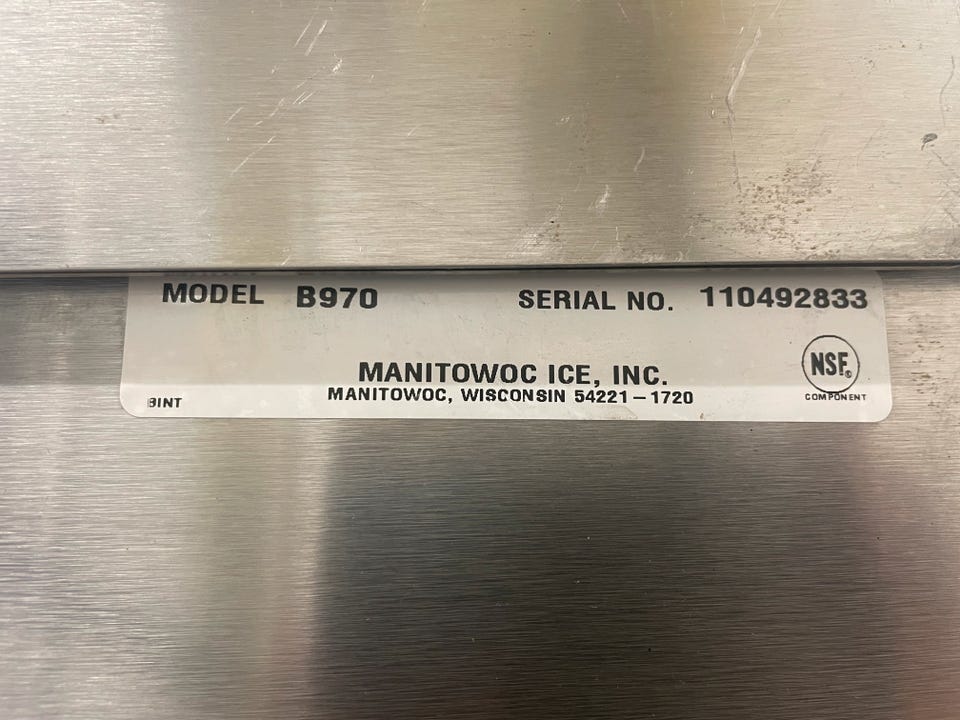 MODEL B970 SERIAL NO. 110492833
MANITOWOC ICE, INC.
MANITOWOC, WISCONSIN 54221-1720
BINT
NSF®
COMPONENT